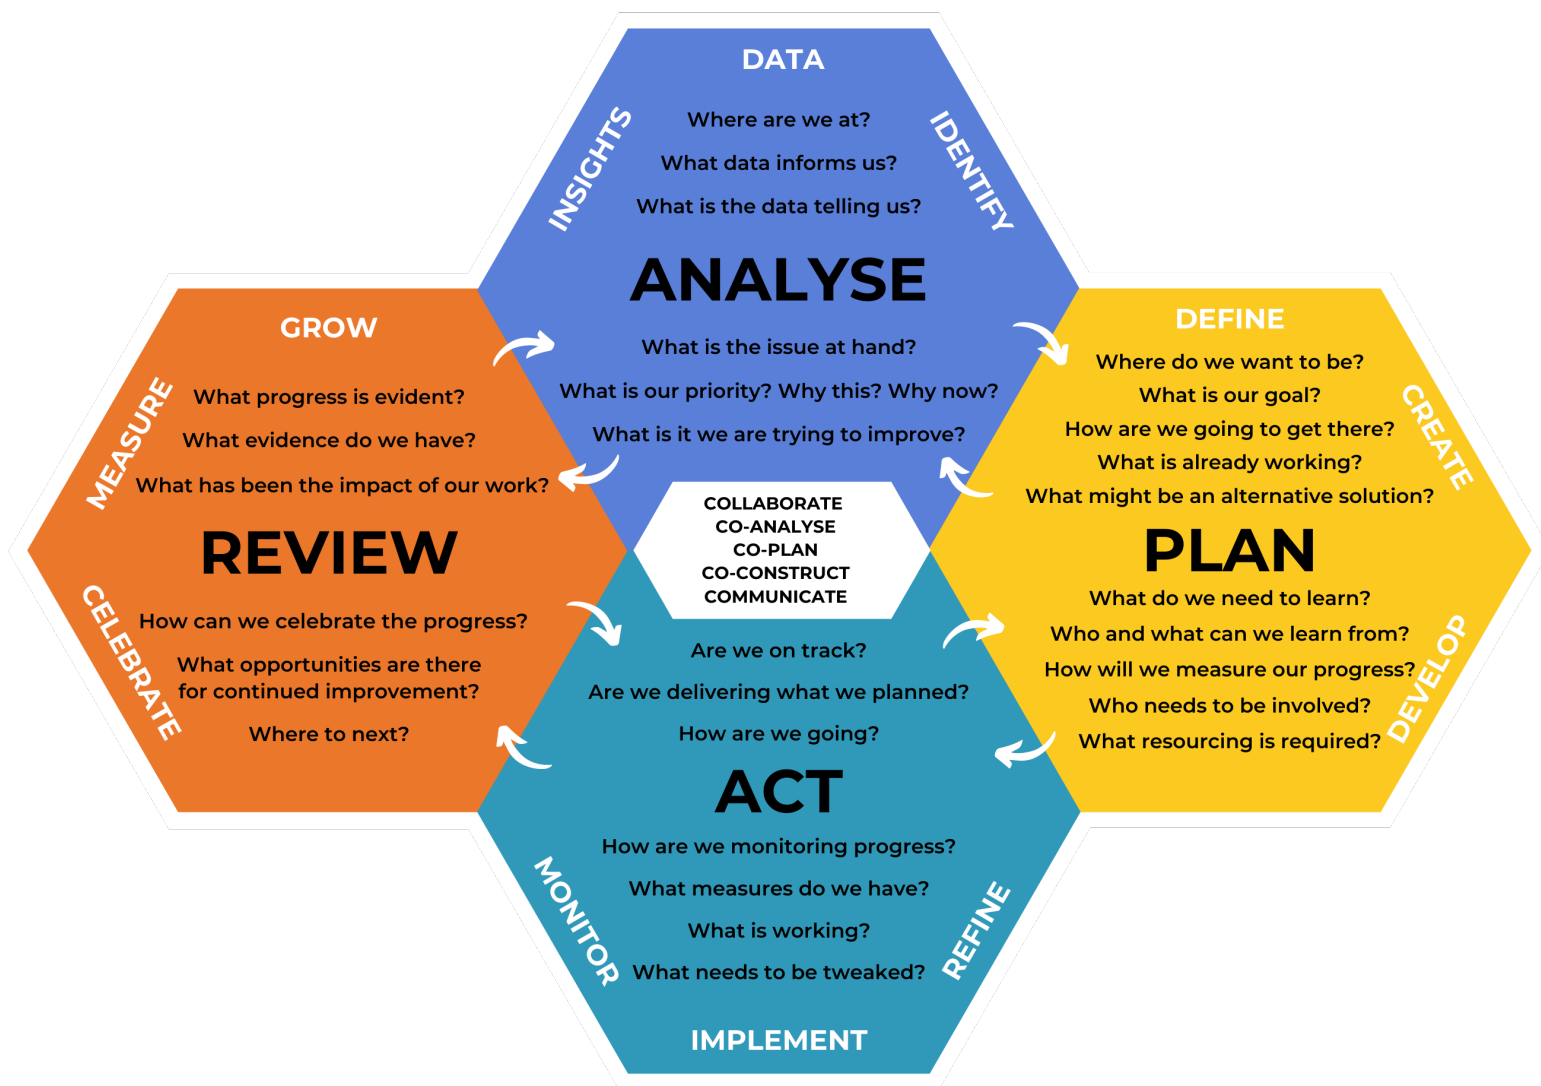 DATA
INSIGHTS
IDENTIFY
Where are we at?
What data informs us?
What is the data telling us?
ANALYSE
What is the issue at hand?
What is our priority? Why this? Why now?
What is it we are trying to improve?
GROW
MEASURE
What progress is evident?
What evidence do we have?
What has been the impact of our work?
REVIEW
CELEBRATE
How can we celebrate the progress?
What opportunities are there
for continued improvement?
Where to next?
COLLABORATE
CO-ANALYSE
CO-PLAN
CO-CONSTRUCT
COMMUNICATE
DEFINE
CREATE
Where do we want to be?
What is our goal?
How are we going to get there?
What is already working?
What might be an alternative solution?
PLAN
What do we need to learn?
Who and what can we learn from?
How will we measure our progress?
Who needs to be involved?
What resourcing is required?
DEVELOP
Are we on track?
Are we delivering what we planned?
How are we going?
ACT
How are we monitoring progress?
What measures do we have?
What is working?
What needs to be tweaked?
MONITOR
REFINE
IMPLEMENT